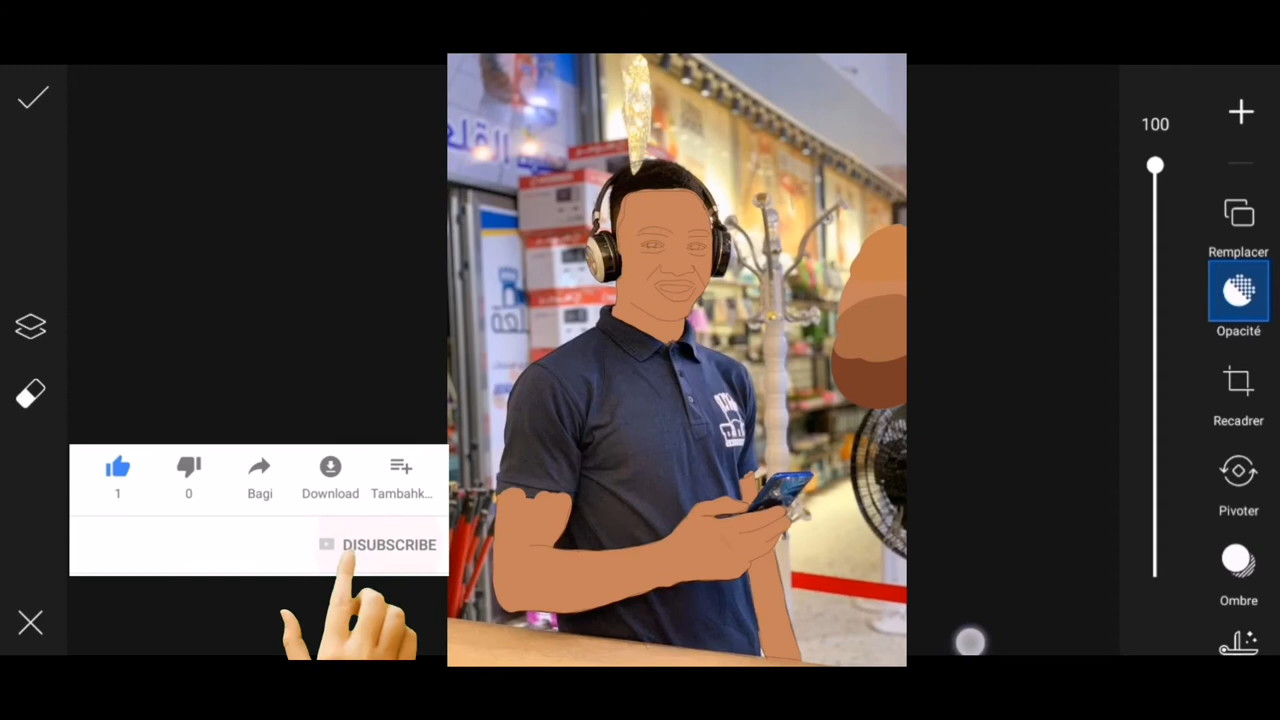 100
Remplacer
Opacité
Recadrer
Pivoter
Ombre
1
0
Bagi
Download
Tambahk...
DISUBSCRIBE